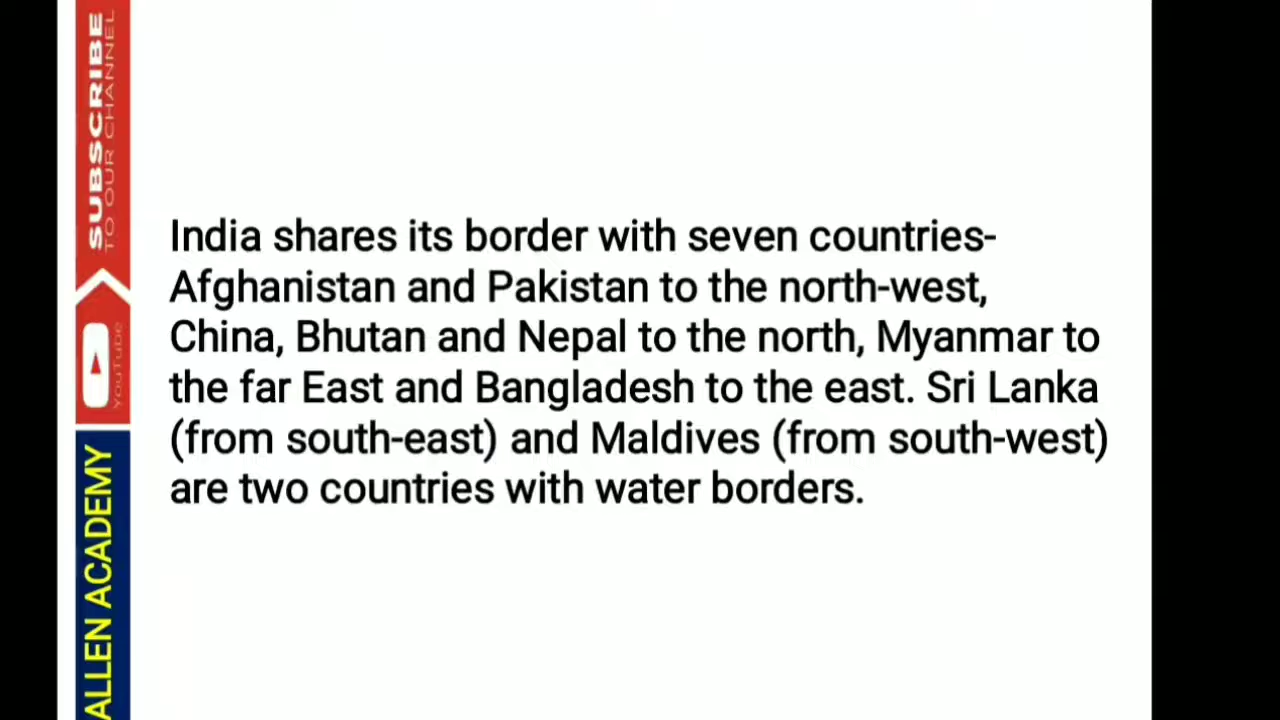 SUBSCRIBE
TO OUR CHANNEL
YouTube
ALLEN ACADEMY
India shares its border with seven countries-
Afghanistan and Pakistan to the north-west,
China, Bhutan and Nepal to the north, Myanmar to
the far East and Bangladesh to the east. Sri Lanka
(from south-east) and Maldives (from south-west)
are two countries with water borders.